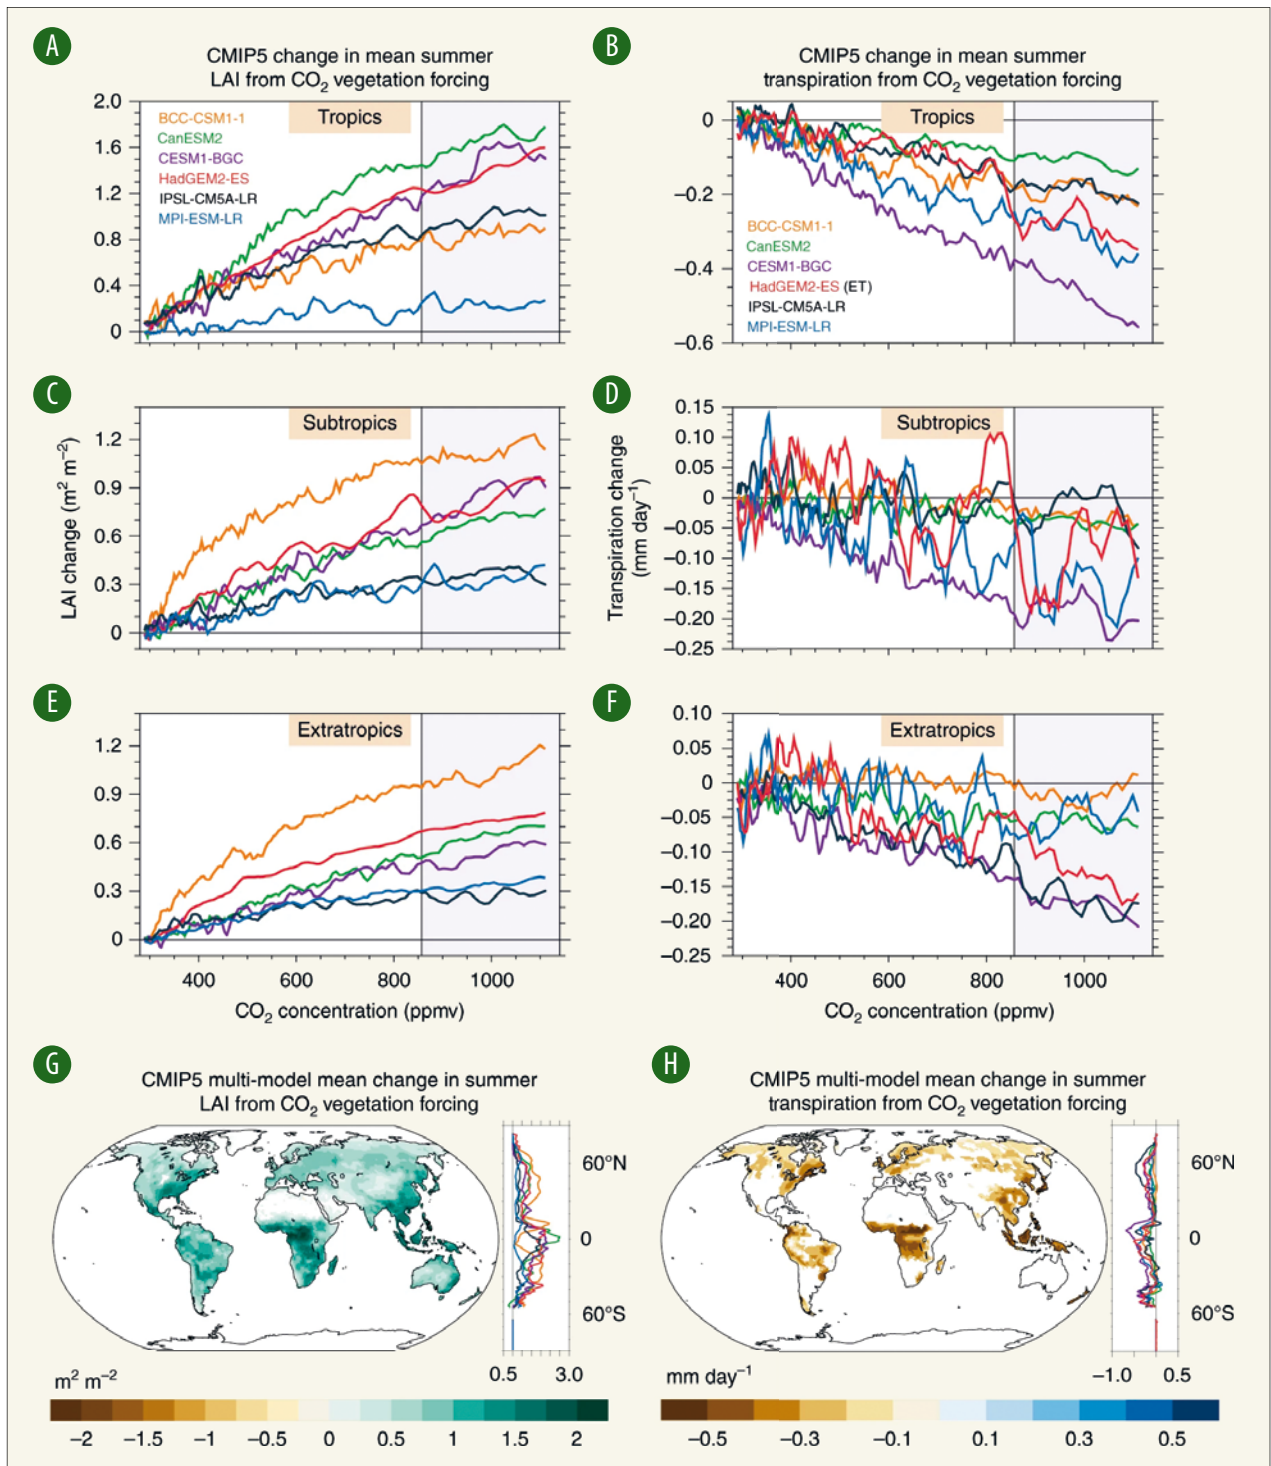 A
CMIP5 change in mean summer
LAI from CO₂ vegetation forcing
Tropics
BCC-CSM1-1
CanESM2
CESM1-BGC
HadGEM2-ES
IPSL-CM5A-LR
MPI-ESM-LR
2.0
1.6
1.2
0.8
0.4
0
B
CMIP5 change in mean summer
transpiration from CO₂ vegetation forcing
Tropics
BCC-CSM1-1
CanESM2
CESM1-BGC
HadGEM2-ES (ET)
IPSL-CM5A-LR
MPI-ESM-LR
0
−0.2
−0.4
−0.6
C
Subtropics
LAI change (m² m⁻²)
1.2
0.9
0.6
0.3
0
D
Subtropics
Transpiration change
(mm day⁻¹)
0.15
0.10
0.05
0
−0.05
−0.10
−0.15
−0.20
−0.25
E
Extratropics
1.2
0.9
0.6
0.3
0
400 600 800 1000
CO₂ concentration (ppmv)
F
Extratropics
0.10
0.05
0
−0.05
−0.10
−0.15
−0.20
−0.25
400 600 800 1000
CO₂ concentration (ppmv)
G
CMIP5 multi-model mean change in summer
LAI from CO₂ vegetation forcing
60°N
0
60°S
0.5 3.0
m² m⁻²
−2 −1.5 −1 −0.5 0 0.5 1 1.5 2
H
CMIP5 multi-model mean change in summer
transpiration from CO₂ vegetation forcing
60°N
0
60°S
−1.0 0.5
mm day⁻¹
−0.5 −0.3 −0.1 0.1 0.3 0.5